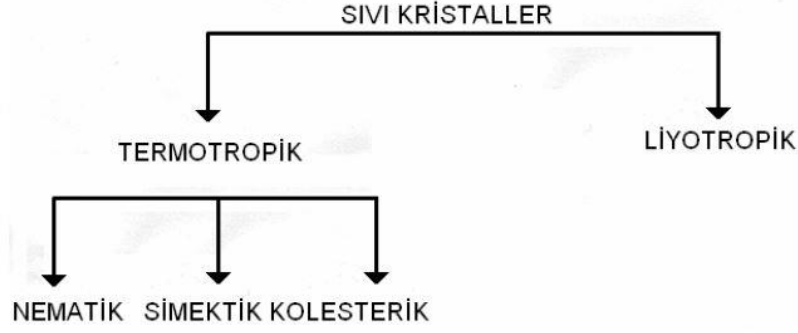 SIVI KRİSTALLER
TERMOTROPİK
LİYOTROPİK
NEMATİK SİMEKTİK KOLESTERİK